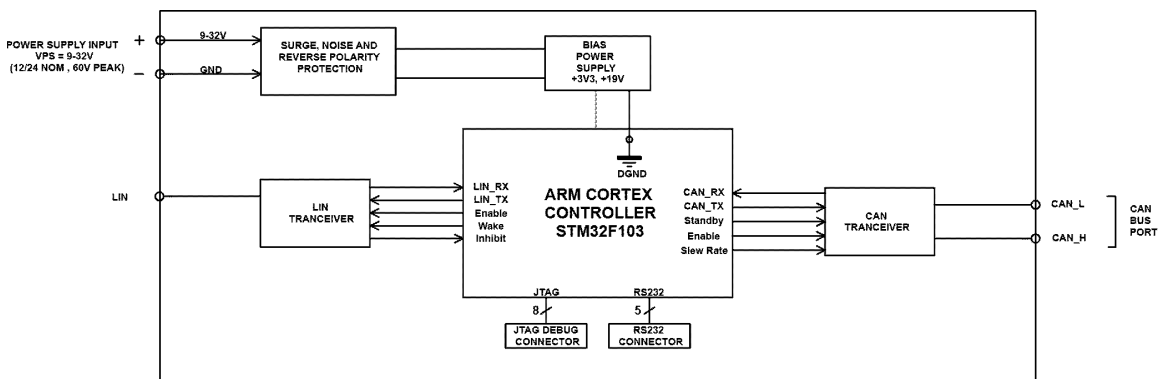 POWER SUPPLY INPUT
VPS = 9-32V
(12/24 NOM , 60V PEAK)
+
−
9-32V
GND
SURGE, NOISE AND
REVERSE POLARITY
PROTECTION
BIAS
POWER
SUPPLY
+3V3, +19V
DGND
LIN
LIN
TRANCEIVER
LIN_RX
LIN_TX
Enable
Wake
Inhibit
ARM CORTEX
CONTROLLER
STM32F103
CAN_RX
CAN_TX
Standby
Enable
Slew Rate
CAN
TRANCEIVER
CAN_L
CAN_H
CAN
BUS
PORT
JTAG
8
JTAG DEBUG
CONNECTOR
RS232
5
RS232
CONNECTOR